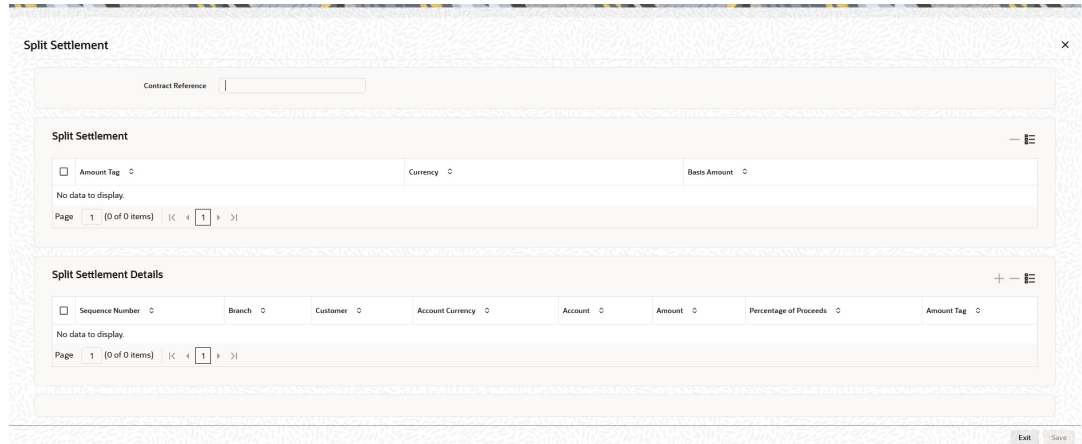 Split Settlement
Contract Reference
Split Settlement
Amount Tag Currency Basis Amount
No data to display.
Page 1 (0 of 0 items) 1
Split Settlement Details
Sequence Number Branch Customer Account Currency Account Amount Percentage of Proceeds Amount Tag
No data to display.
Page 1 (0 of 0 items) 1
Exit Save